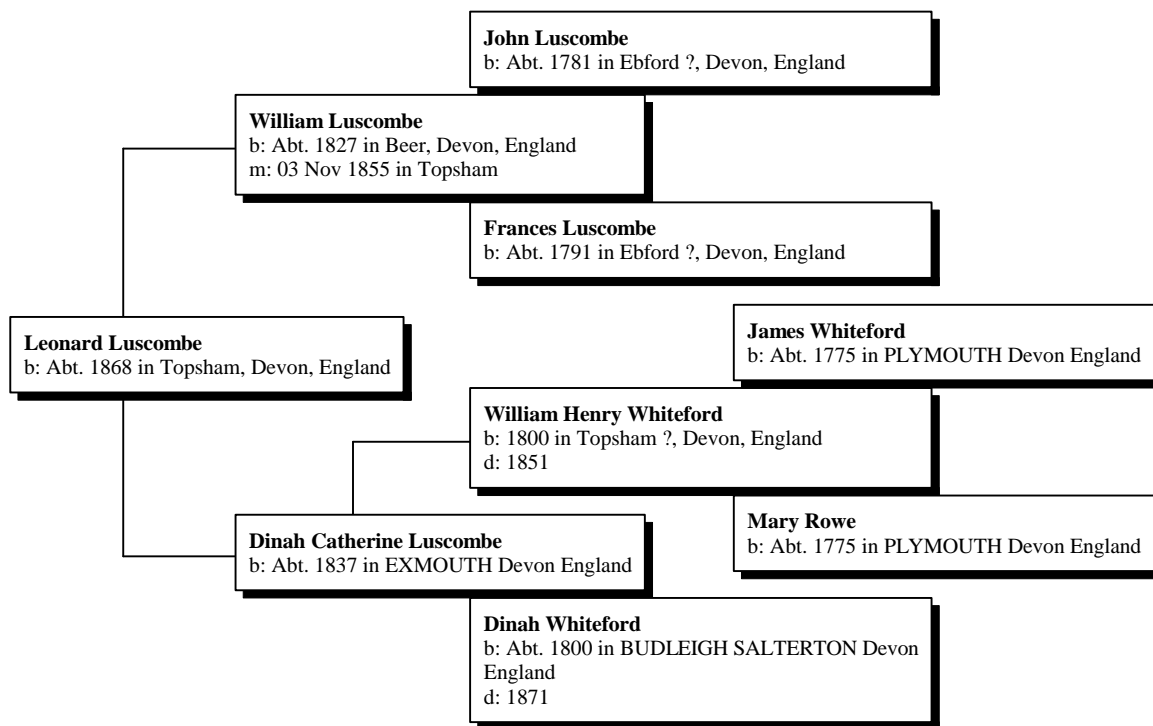 John Luscombe
b: Abt. 1781 in Ebford ?, Devon, England
William Luscombe
b: Abt. 1827 in Beer, Devon, England
m: 03 Nov 1855 in Topsham
Frances Luscombe
b: Abt. 1791 in Ebford ?, Devon, England
Leonard Luscombe
b: Abt. 1868 in Topsham, Devon, England
James Whiteford
b: Abt. 1775 in PLYMOUTH Devon England
William Henry Whiteford
b: 1800 in Topsham ?, Devon, England
d: 1851
Mary Rowe
b: Abt. 1775 in PLYMOUTH Devon England
Dinah Catherine Luscombe
b: Abt. 1837 in EXMOUTH Devon England
Dinah Whiteford
b: Abt. 1800 in BUDLEIGH SALTERTON Devon
England
d: 1871